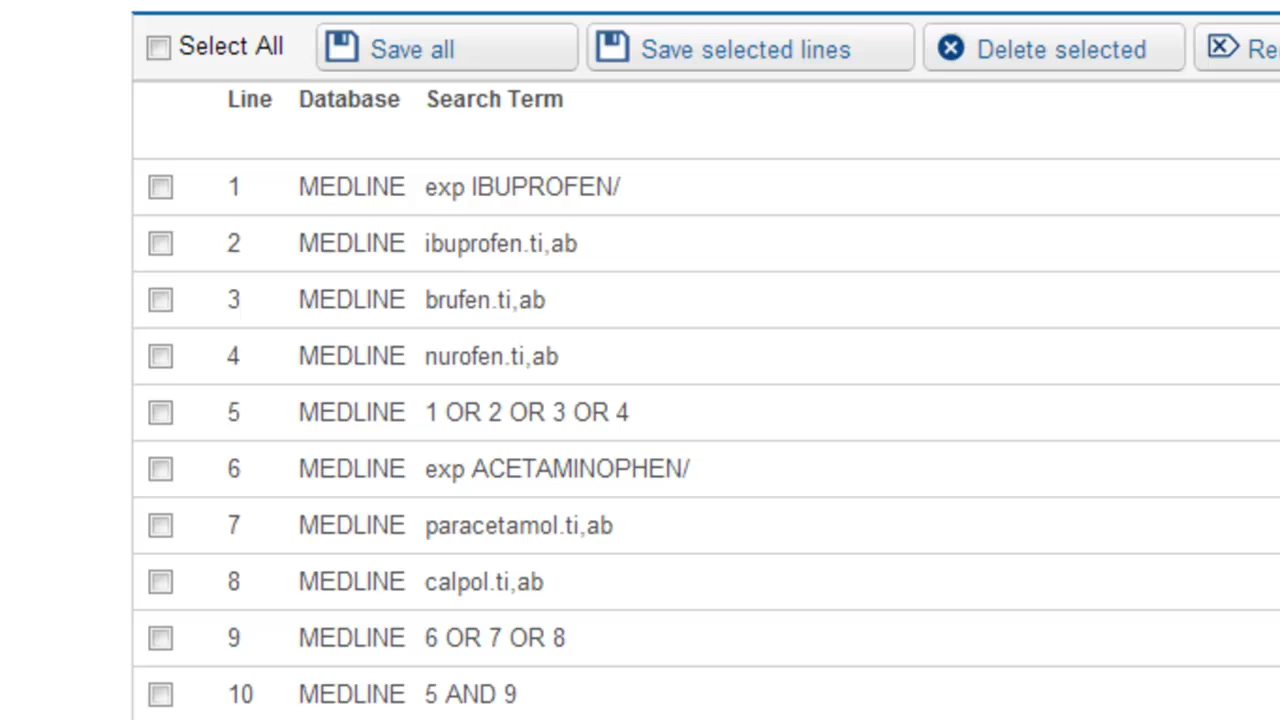 Select All Save all Save selected lines Delete selected
Line Database Search Term
1 MEDLINE exp IBUPROFEN/
2 MEDLINE ibuprofen.ti,ab
3 MEDLINE brufen.ti,ab
4 MEDLINE nurofen.ti,ab
5 MEDLINE 1 OR 2 OR 3 OR 4
6 MEDLINE exp ACETAMINOPHEN/
7 MEDLINE paracetamol.ti,ab
8 MEDLINE calpol.ti,ab
9 MEDLINE 6 OR 7 OR 8
10 MEDLINE 5 AND 9